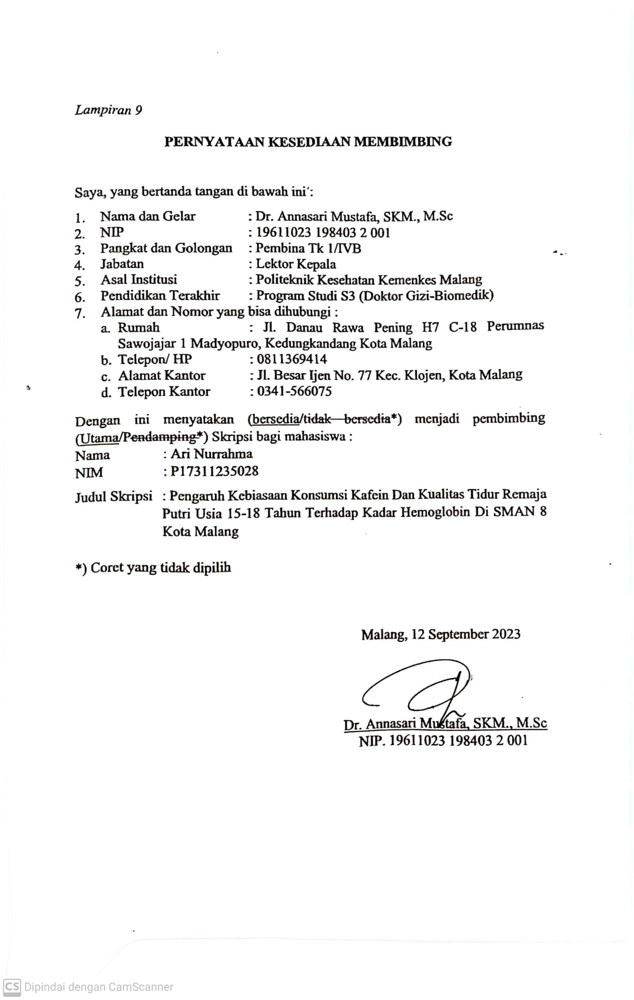 Lampiran 9
PERNYATAAN KESEDIAAN MEMBIMBING
Saya, yang bertanda tangan di bawah ini':
1. Nama dan Gelar : Dr. Annasari Mustafa, SKM., M.Sc
2. NIP : 19611023 198403 2 001
3. Pangkat dan Golongan : Pembina Tk 1/IVB
4. Jabatan : Lektor Kepala
5. Asal Institusi : Politeknik Kesehatan Kemenkes Malang
6. Pendidikan Terakhir : Program Studi S3 (Doktor Gizi-Biomedik)
7. Alamat dan Nomor yang bisa dihubungi :
a. Rumah : Jl. Danau Rawa Pening H7 C-18 Perumnas
Sawojajar 1 Madyopuro, Kedungkandang Kota Malang
b. Telepon/ HP : 0811369414
c. Alamat Kantor : Jl. Besar Ijen No. 77 Kec. Klojen, Kota Malang
d. Telepon Kantor : 0341-566075
Dengan ini menyatakan (bersedia/tidak bersedia*) menjadi pembimbing
(Utama/Pendamping*) Skripsi bagi mahasiswa :
Nama : Ari Nurrahma
NIM : P17311235028
Judul Skripsi : Pengaruh Kebiasaan Konsumsi Kafein Dan Kualitas Tidur Remaja
Putri Usia 15-18 Tahun Terhadap Kadar Hemoglobin Di SMAN 8
Kota Malang
*) Coret yang tidak dipilih
Malang, 12 September 2023
Dr. Annasari Mustafa, SKM., M.Sc
NIP. 19611023 198403 2 001
CS Dipindai dengan CamScanner